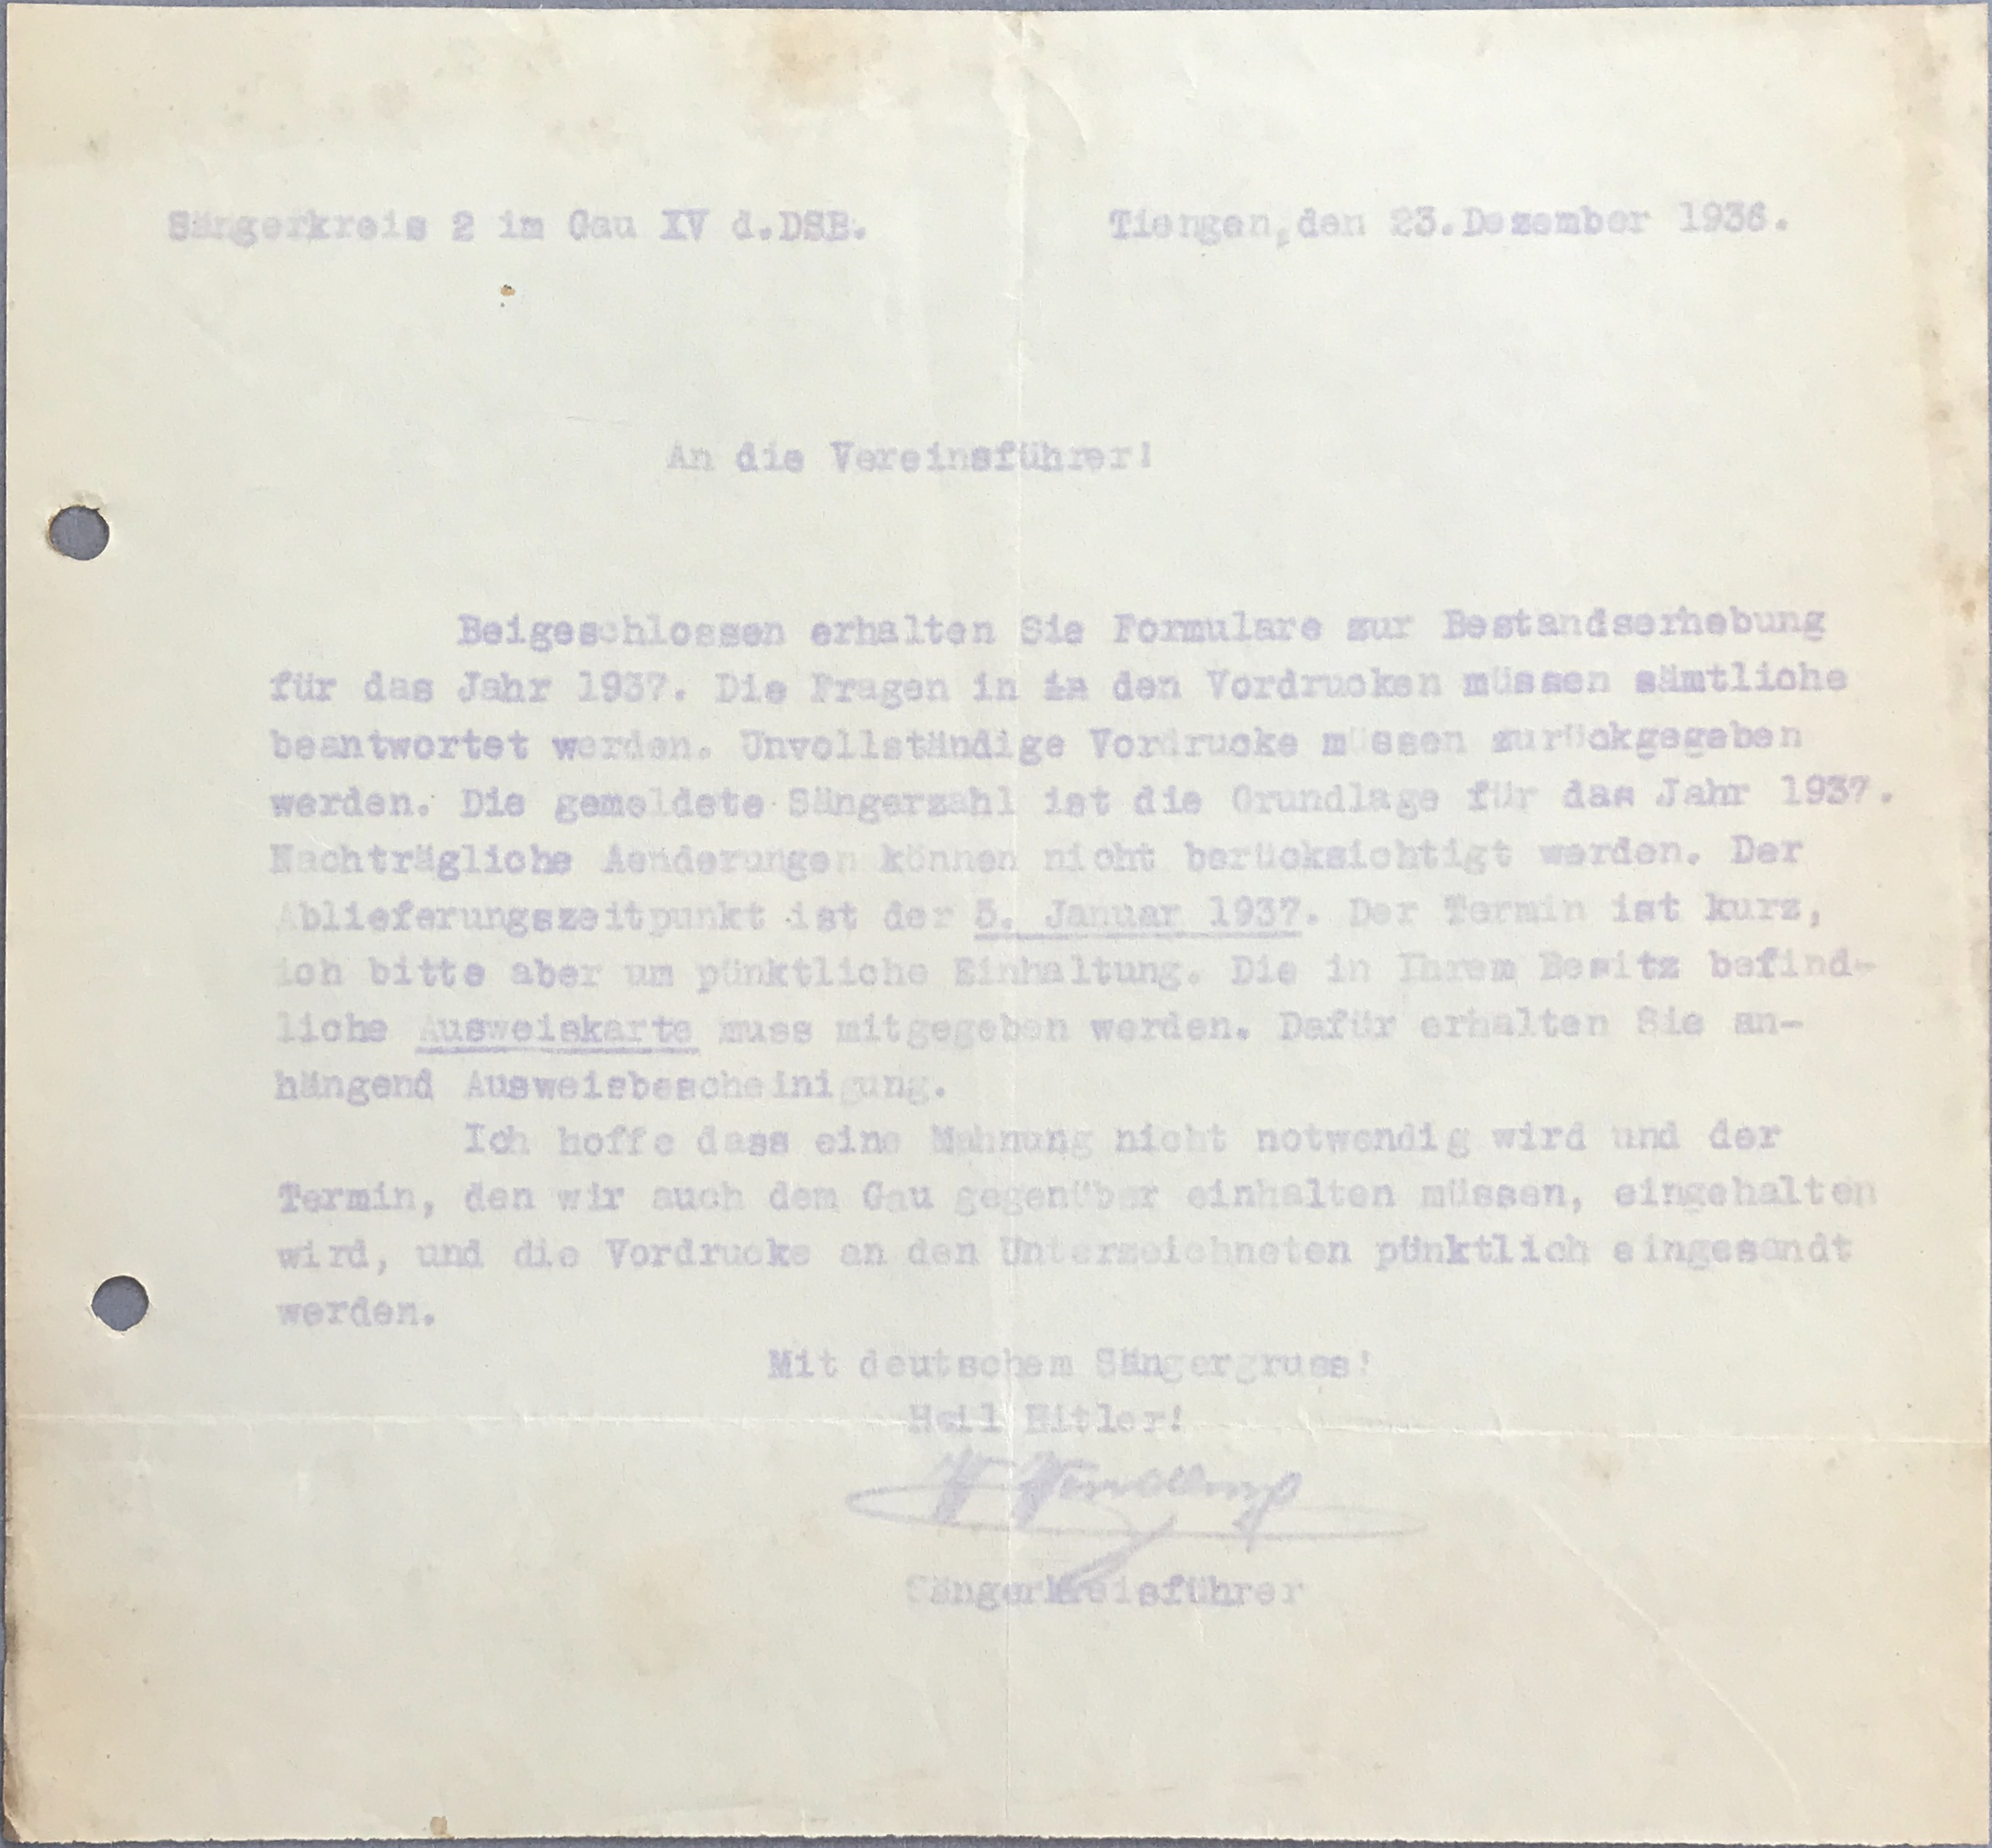 Sängerkreis 2 im Gau XV d.DSB. Tiengen, den 23.Dezember 1936.
An die Vereinsführer!
Beigeschlossen erhalten Sie Formulare zur Bestandserhebung
für das Jahr 1937. Die Fragen in in den Vordrucken müssen sämtliche
beantwortet werden. Unvollständige Vordrucke müssen zurückgegeben
werden. Die gemeldete Sängerzahl ist die Grundlage für das Jahr 1937.
Nachträgliche Aenderungen können nicht berücksichtigt werden. Der
Ablieferungszeitpunkt ist der 5. Januar 1937. Der Termin ist kurz,
ich bitte aber um pünktliche Einhaltung. Die in Ihrem Besitz befind-
liche Ausweiskarte muss mitgegeben werden. Dafür erhalten Sie an-
hängend Ausweisbescheinigung.
Ich hoffe dass eine Mahnung nicht notwendig wird und der
Termin, den wir auch dem Gau gegenüber einhalten müssen, eingehalten
wird, und die Vordrucke an den Unterzeichneten pünktlich eingesandt
werden.
Mit deutschem Sängergruss!
Heil Hitler!
Sängerkreisführer